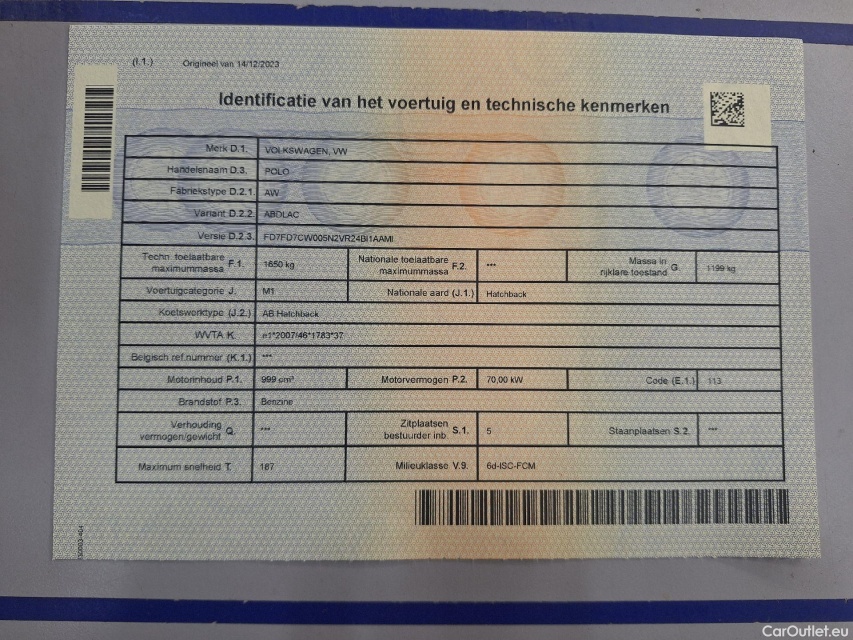 (I.1.) Origineel van 14/12/2023
Identificatie van het voertuig en technische kenmerken
Merk D.1. VOLKSWAGEN, VW
Handelsnaam D.3. POLO
Fabriekstype D.2.1. AW
Variant D.2.2. ABDLAC
Versie D.2.3. FD7FD7CW005N2VR24BI1AAMI
Techn. toelaatbare maximummassa F.1. 1650 kg Nationale toelaatbare maximummassa F.2. *** Massa in rijklare toestand G 1199 kg
Voertuigcategorie J. M1 Nationale aard (J.1.) Hatchback
Koetswerktype (J.2.) AB Hatchback
WVTA K. e1*2007/46*1783*37
Belgisch ref.nummer (K.1.) ***
Motorinhoud P.1. 999 cm³ Motorvermogen P.2. 70,00 kW Code (E.1.) 113
Brandstof P.3. Benzine
Verhouding vermogen/gewicht Q. *** Zitplaatsen bestuurder inb. S.1. 5 Staanplaatsen S.2. ***
Maximum snelheid T. 187 Milieuklasse V.9. 6d-ISC-FCM
CarOutlet.eu